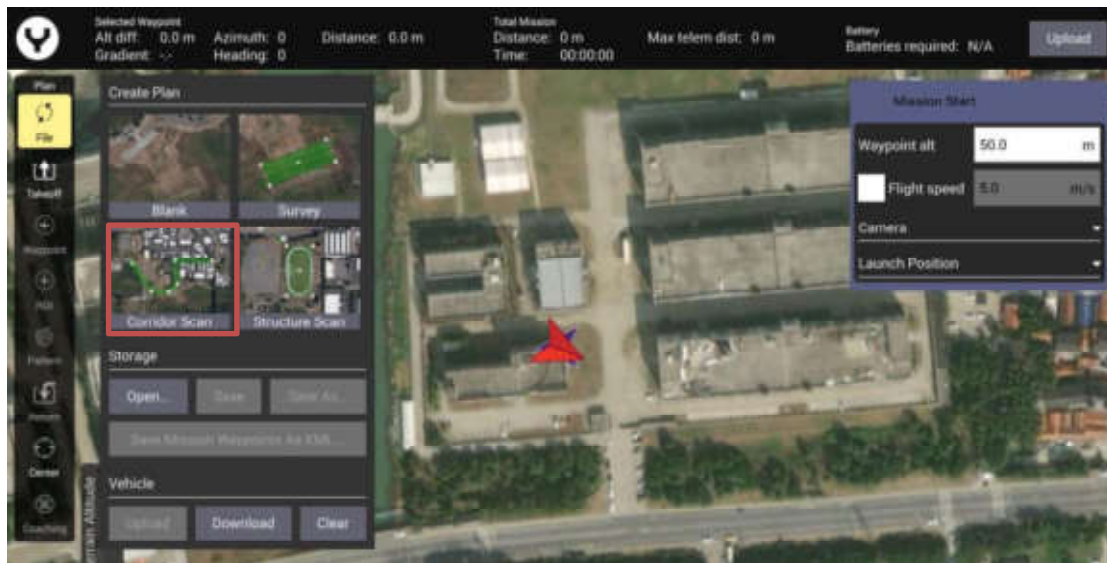 Selected Waypoint
Alt diff: 0.0 m Azimuth: 0 Distance: 0.0 m
Gradient: -.- Heading: 0
Total Mission
Distance: 0 m Max telem dist: 0 m
Time: 00:00:00
Battery
Batteries required: N/A
Upload
Plan
File
Takeoff
Waypoint
ROI
Pattern
Return
Center
Create Plan
Blank
Survey
Corridor Scan
Structure Scan
Storage
Open...
Save
Save As...
Save Mission Waypoints As KML...
Vehicle
Upload
Download
Clear
Mission Start
Waypoint alt 50.0 m
Flight speed 5.0 m/s
Camera
Launch Position
Altitude